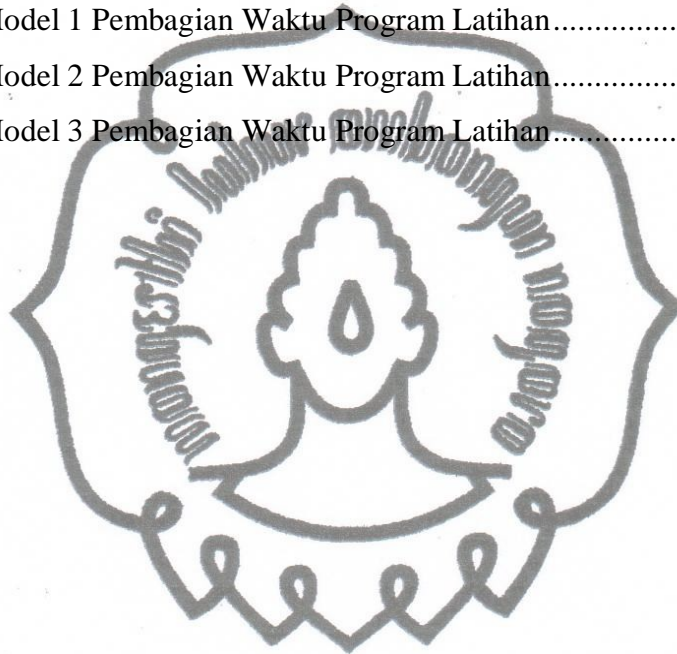 odel 1 Pembagian Waktu Program Latihan................
odel 2 Pembagian Waktu Program Latihan................
odel 3 Pembagian Waktu Program Latihan................